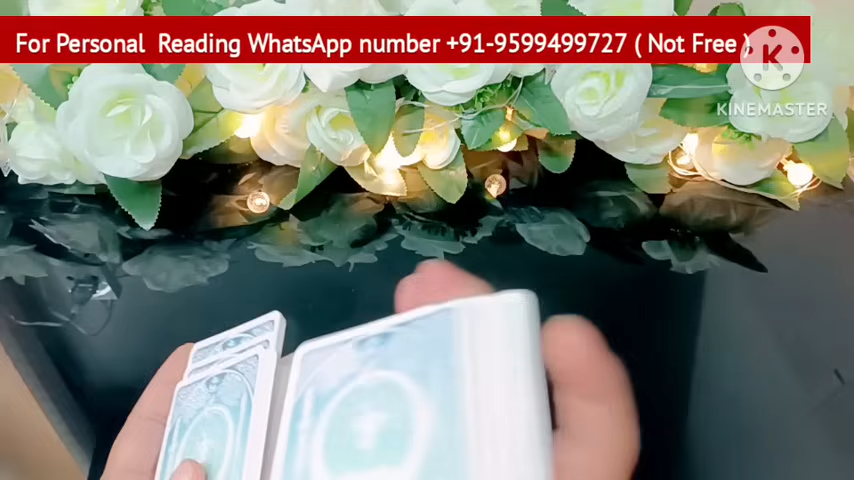 For Personal Reading WhatsApp number +91-9599499727 ( Not Free )
K
KINEMASTER